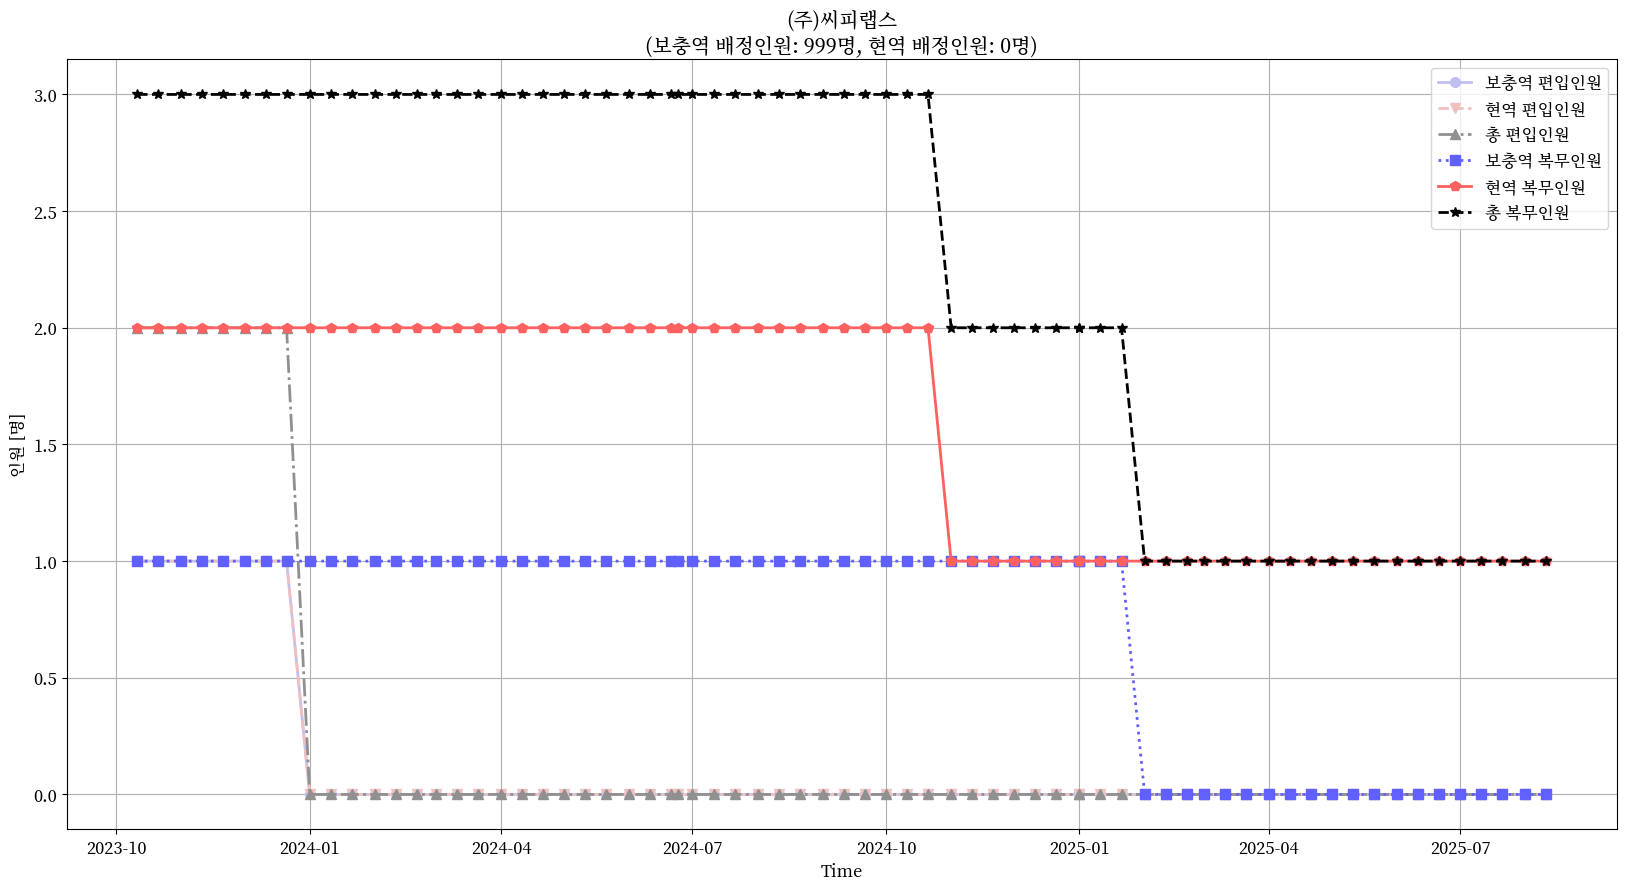 (주)씨피랩스
(보충역 배정인원: 999명, 현역 배정인원: 0명)
보충역 편입인원
현역 편입인원
총 편입인원
보충역 복무인원
현역 복무인원
총 복무인원
인원 [명]
3.0
2.5
2.0
1.5
1.0
0.5
0.0
2023-10
2024-01
2024-04
2024-07
2024-10
2025-01
2025-04
2025-07
Time